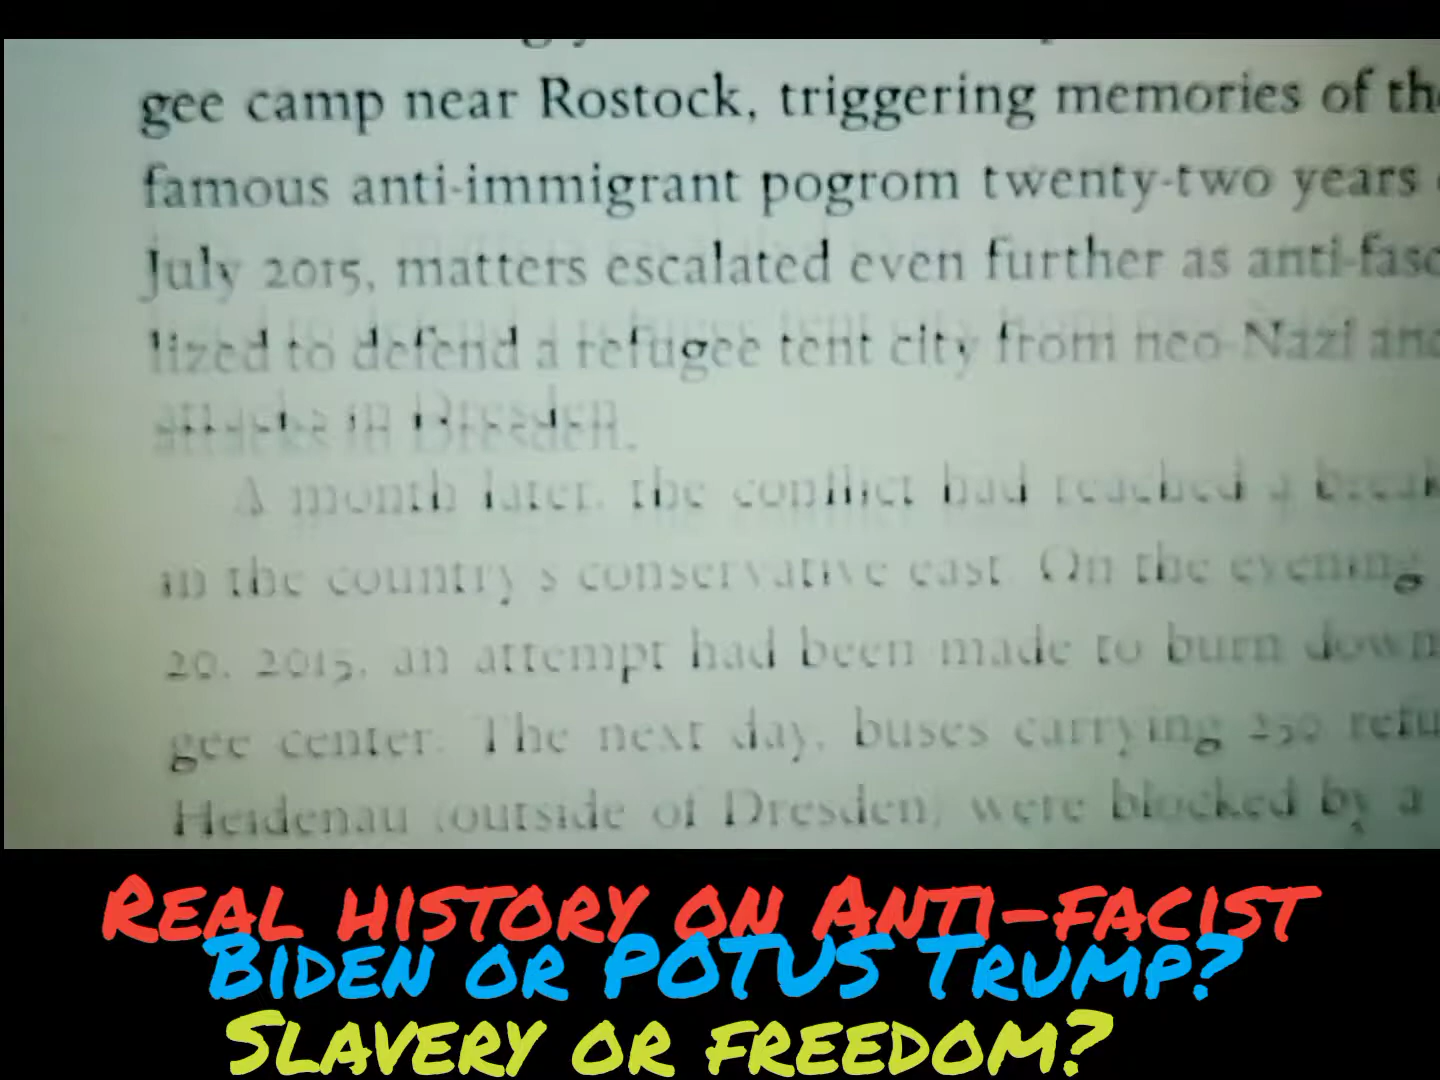 gee camp near Rostock, triggering memories of the
famous anti-immigrant pogrom twenty-two years
July 2015, matters escalated even further as anti-fasc
lized to defend a refugee tent city from neo-Nazi and
attacks in Dresden.
A month later, the conflict had reached a break
in the country's conservative east. On the evening
20, 2015, an attempt had been made to burn down
gee center. The next day, buses carrying 250 refu
Heidenau (outside of Dresden) were blocked by a
Real history on Anti-facist
Biden or POTUS Trump?
Slavery or freedom?